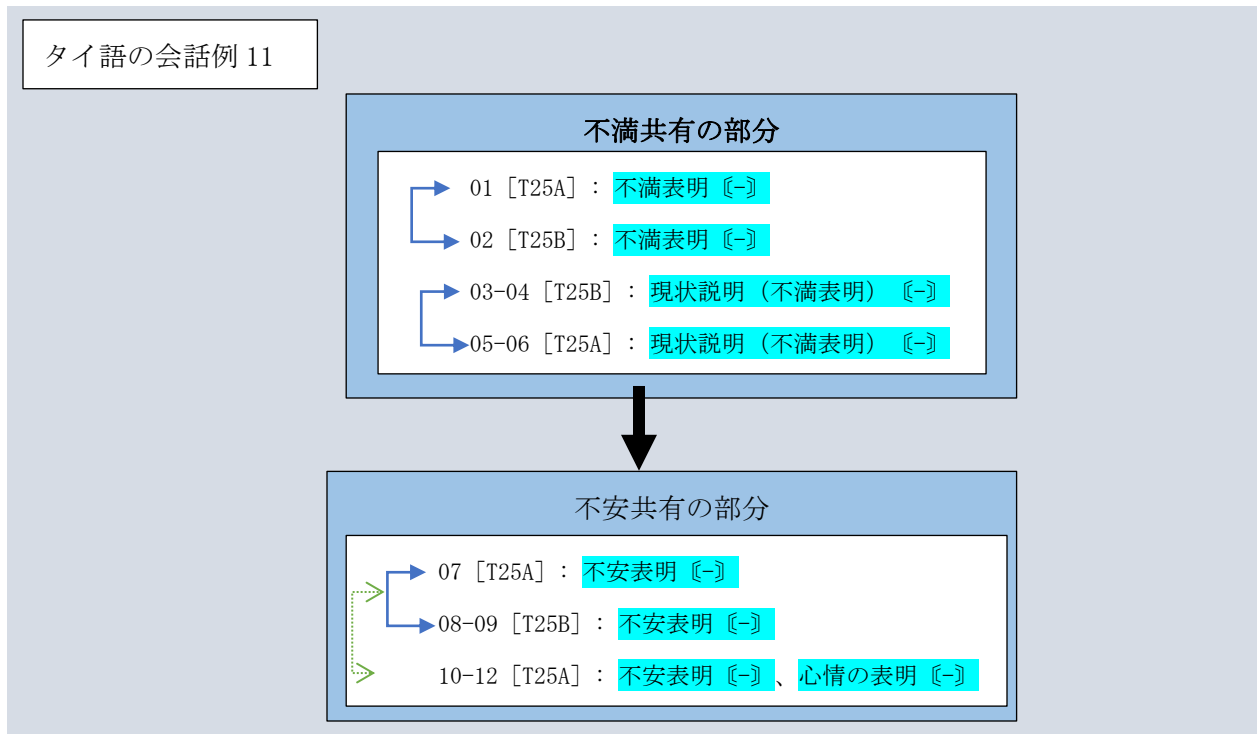 タイ語の会話例 11
不満共有の部分
01［T25A］：不満表明〔-〕
02［T25B］：不満表明〔-〕
03-04［T25B］：現状説明（不満表明）〔-〕
05-06［T25A］：現状説明（不満表明）〔-〕
不安共有の部分
07［T25A］：不安表明〔-〕
08-09［T25B］：不安表明〔-〕
10-12［T25A］：不安表明〔-〕、心情の表明〔-〕